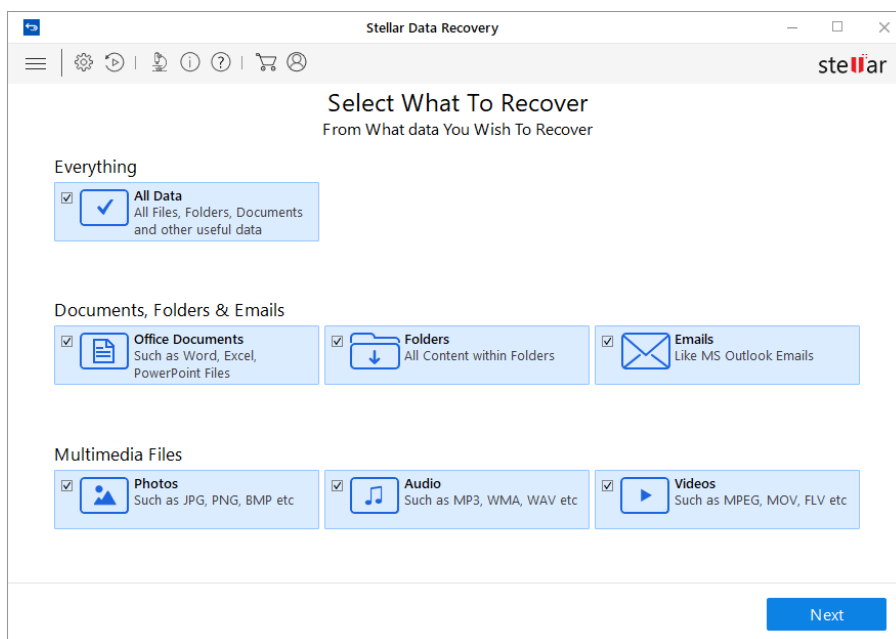 Stellar Data Recovery
stellar
Select What To Recover
From What data You Wish To Recover
Everything
All Data
All Files, Folders, Documents
and other useful data
Documents, Folders & Emails
Office Documents
Such as Word, Excel,
PowerPoint Files
Folders
All Content within Folders
Emails
Like MS Outlook Emails
Multimedia Files
Photos
Such as JPG, PNG, BMP etc
Audio
Such as MP3, WMA, WAV etc
Videos
Such as MPEG, MOV, FLV etc
Next